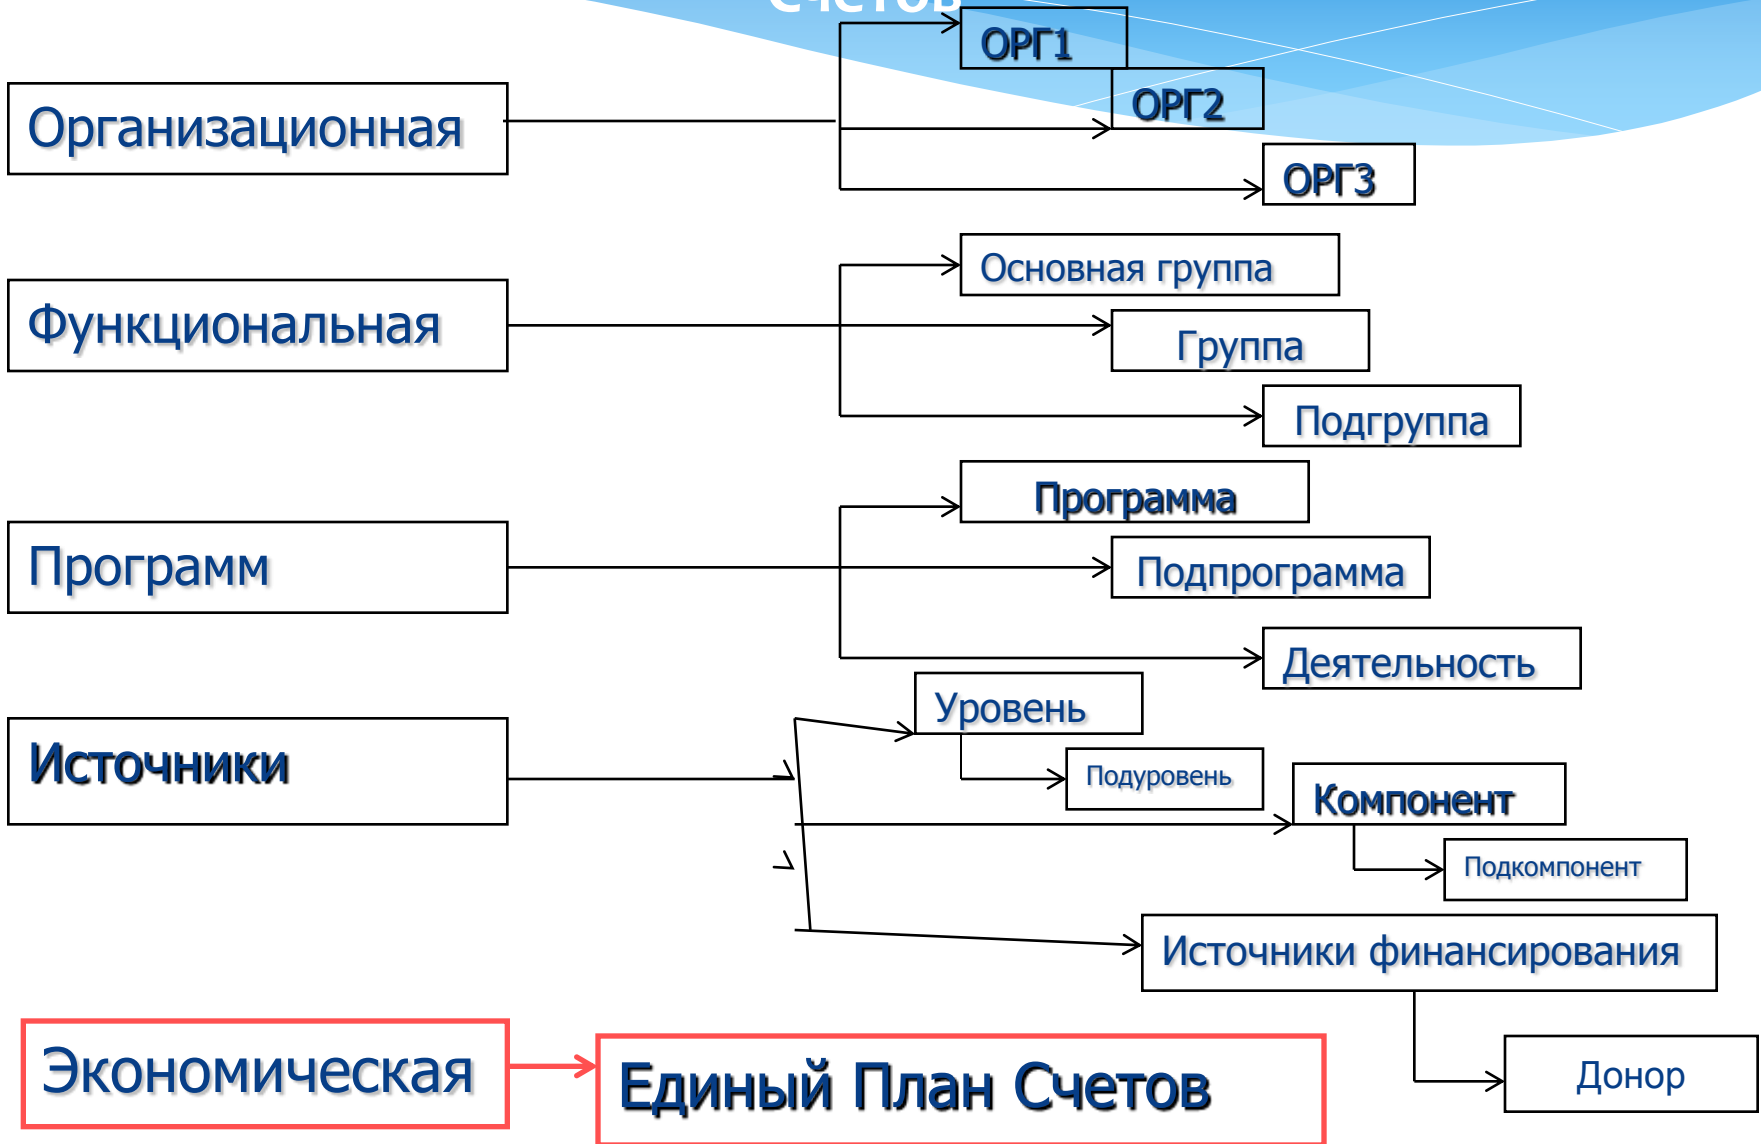 Счетов
ОРГ1
ОРГ2
Организационная
ОРГ3
Основная группа
Функциональная
Группа
Подгруппа
Программа
Программ
Подпрограмма
Деятельность
Уровень
Источники
Подуровень
Компонент
Подкомпонент
Источники финансирования
Экономическая
Единый План Счетов
Донор